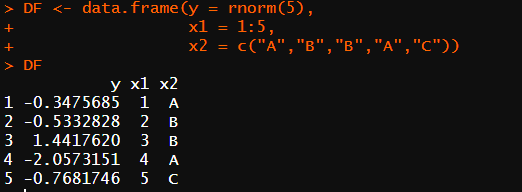 > DF <- data.frame(y = rnorm(5),
+                  x1 = 1:5,
+                  x2 = c("A","B","B","A","C"))
> DF
           y x1 x2
1 -0.3475685  1  A
2 -0.5332828  2  B
3  1.4417620  3  B
4 -2.0573151  4  A
5 -0.7681746  5  C